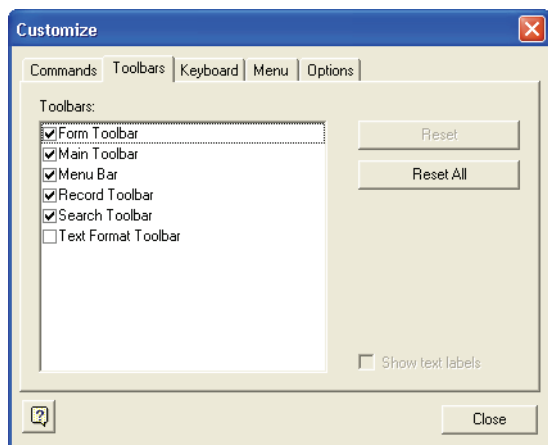 Customize
Commands Toolbars Keyboard Menu Options
Toolbars:
Form Toolbar
Main Toolbar
Menu Bar
Record Toolbar
Search Toolbar
Text Format Toolbar
Reset
Reset All
Show text labels
?
Close